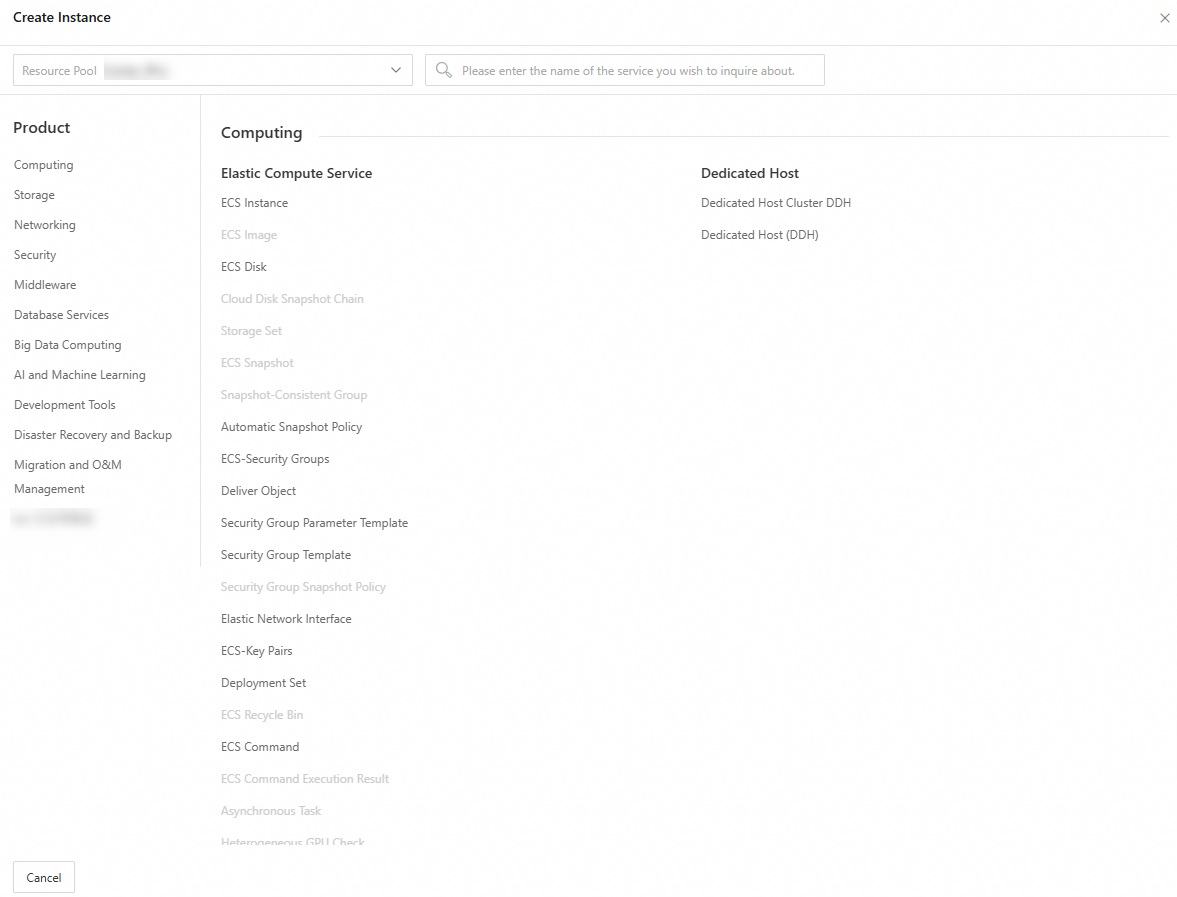 Create Instance
Resource Pool
Please enter the name of the service you wish to inquire about.
Product
Computing
Storage
Networking
Security
Middleware
Database Services
Big Data Computing
AI and Machine Learning
Development Tools
Disaster Recovery and Backup
Migration and O&M
Management
Computing
Elastic Compute Service
ECS Instance
ECS Image
ECS Disk
Cloud Disk Snapshot Chain
Storage Set
ECS Snapshot
Snapshot-Consistent Group
Automatic Snapshot Policy
ECS-Security Groups
Deliver Object
Security Group Parameter Template
Security Group Template
Security Group Snapshot Policy
Elastic Network Interface
ECS-Key Pairs
Deployment Set
ECS Recycle Bin
ECS Command
ECS Command Execution Result
Asynchronous Task
Heterogeneous GPU Check
Dedicated Host
Dedicated Host Cluster DDH
Dedicated Host (DDH)
Cancel